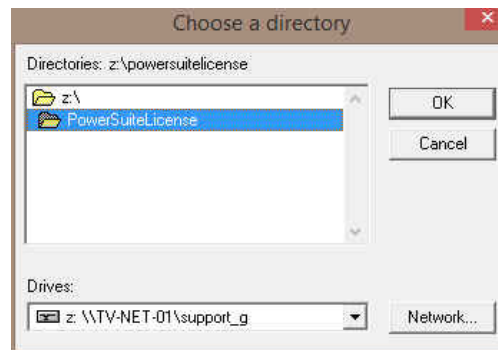 Choose a directory
Directories: z:\powersuitelicense
z:\
PowerSuiteLicense
OK
Cancel
Drives:
z: \\TV-NET-01\support_g
Network...